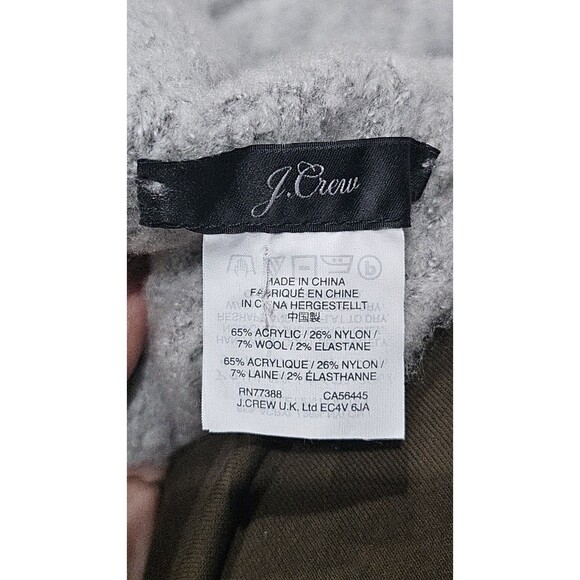 J.Crew
MADE IN CHINA
FABRIQUÉ EN CHINE
IN CHINA HERGESTELLT
中国製
65% ACRYLIC / 26% NYLON /
7% WOOL / 2% ELASTANE
65% ACRYLIQUE / 26% NYLON /
7% LAINE / 2% ÉLASTHANNE
RN77388 CA56445
J.CREW U.K. Ltd EC4V 6JA